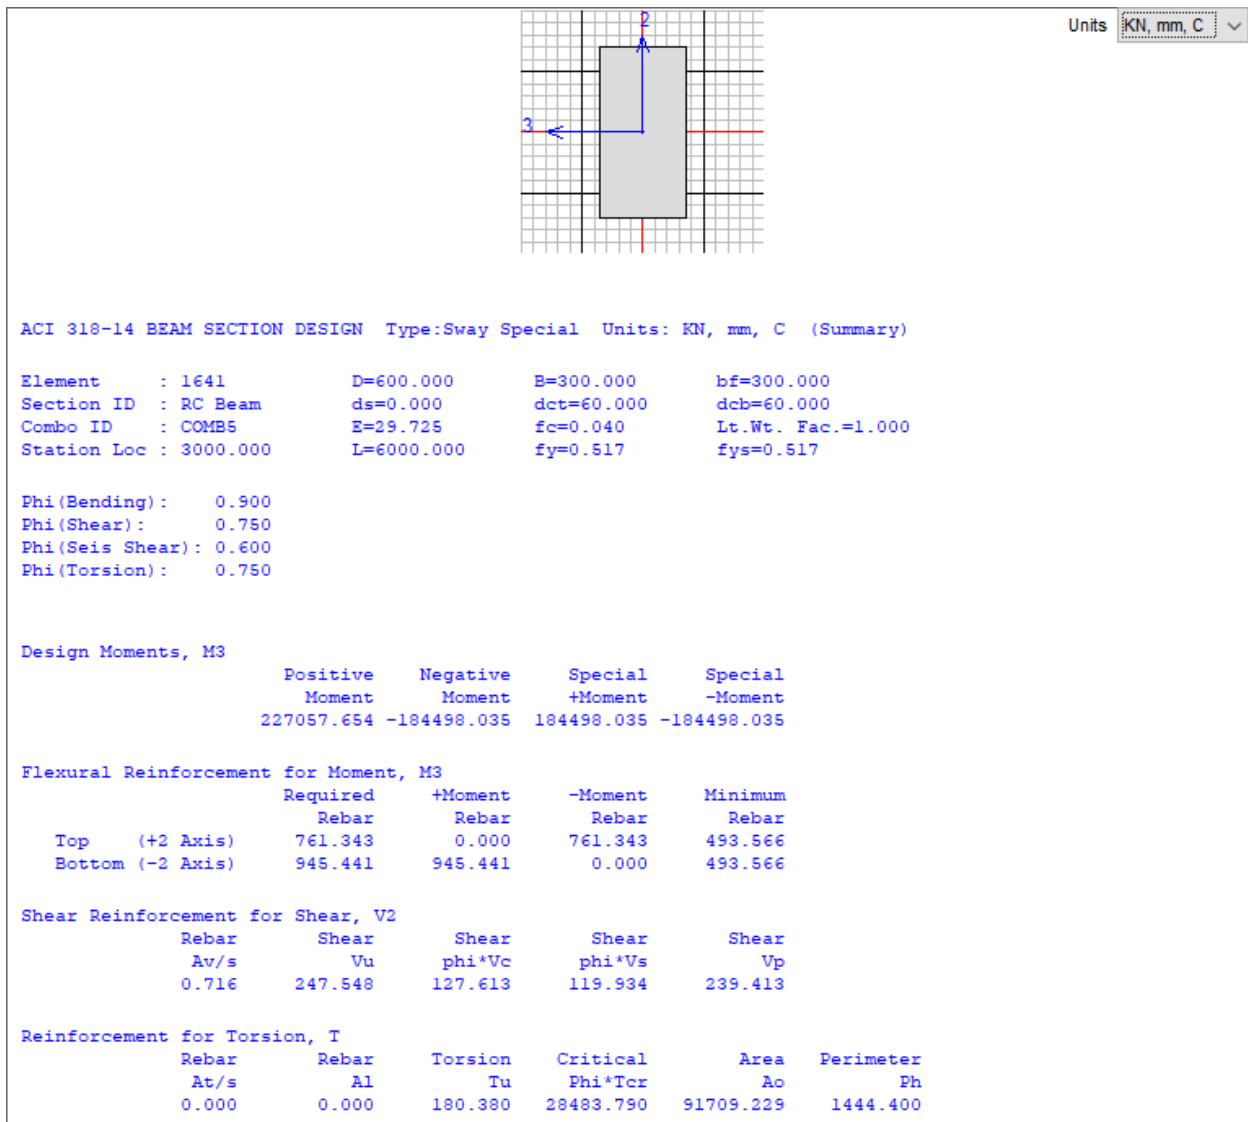 Units KN, mm, C
2
3
ACI 318-14 BEAM SECTION DESIGN Type:Sway Special Units: KN, mm, C (Summary)
Element : 1641 D=600.000 B=300.000 bf=300.000
Section ID : RC Beam ds=0.000 dct=60.000 dcb=60.000
Combo ID : COMB5 E=29.725 fc=0.040 Lt.Wt. Fac.=1.000
Station Loc : 3000.000 L=6000.000 fy=0.517 fys=0.517
Phi(Bending): 0.900
Phi(Shear): 0.750
Phi(Seis Shear): 0.600
Phi(Torsion): 0.750
Design Moments, M3
Positive Negative Special Special
Moment Moment +Moment -Moment
227057.654 -184498.035 184498.035 -184498.035
Flexural Reinforcement for Moment, M3
Required +Moment -Moment Minimum
Rebar Rebar Rebar Rebar
Top (+2 Axis) 761.343 0.000 761.343 493.566
Bottom (-2 Axis) 945.441 945.441 0.000 493.566
Shear Reinforcement for Shear, V2
Rebar Shear Shear Shear Shear
Av/s Vu phi*Vc phi*Vs Vp
0.716 247.548 127.613 119.934 239.413
Reinforcement for Torsion, T
Rebar Rebar Torsion Critical Area Perimeter
At/s Al Tu Phi*Tcr Ao Ph
0.000 0.000 180.380 28483.790 91709.229 1444.400